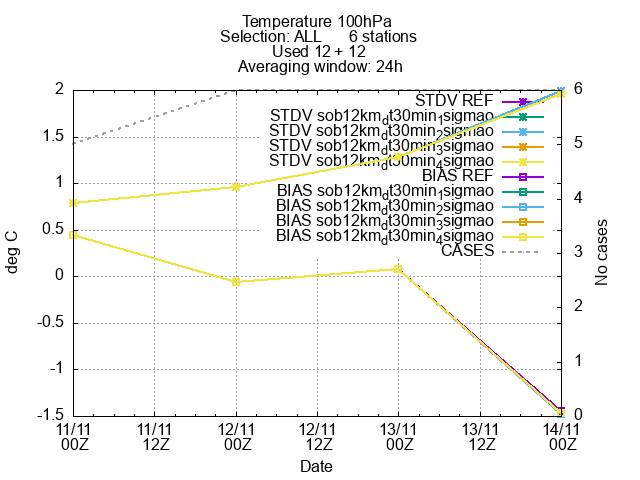 Temperature 100hPa
Selection: ALL 6 stations
Used 12 + 12
Averaging window: 24h
STDV REF
STDV sob12km_dt30min_1sigmao
STDV sob12km_dt30min_2sigmao
STDV sob12km_dt30min_3sigmao
STDV sob12km_dt30min_4sigmao
BIAS REF
BIAS sob12km_dt30min_1sigmao
BIAS sob12km_dt30min_2sigmao
BIAS sob12km_dt30min_3sigmao
BIAS sob12km_dt30min_4sigmao
CASES
2
1.5
1
0.5
0
-0.5
-1
-1.5
deg C
6
5
4
3
2
1
0
No cases
11/11 11/11 12/11 12/11 13/11 13/11 14/11
00Z 12Z 00Z 12Z 00Z 12Z 00Z
Date